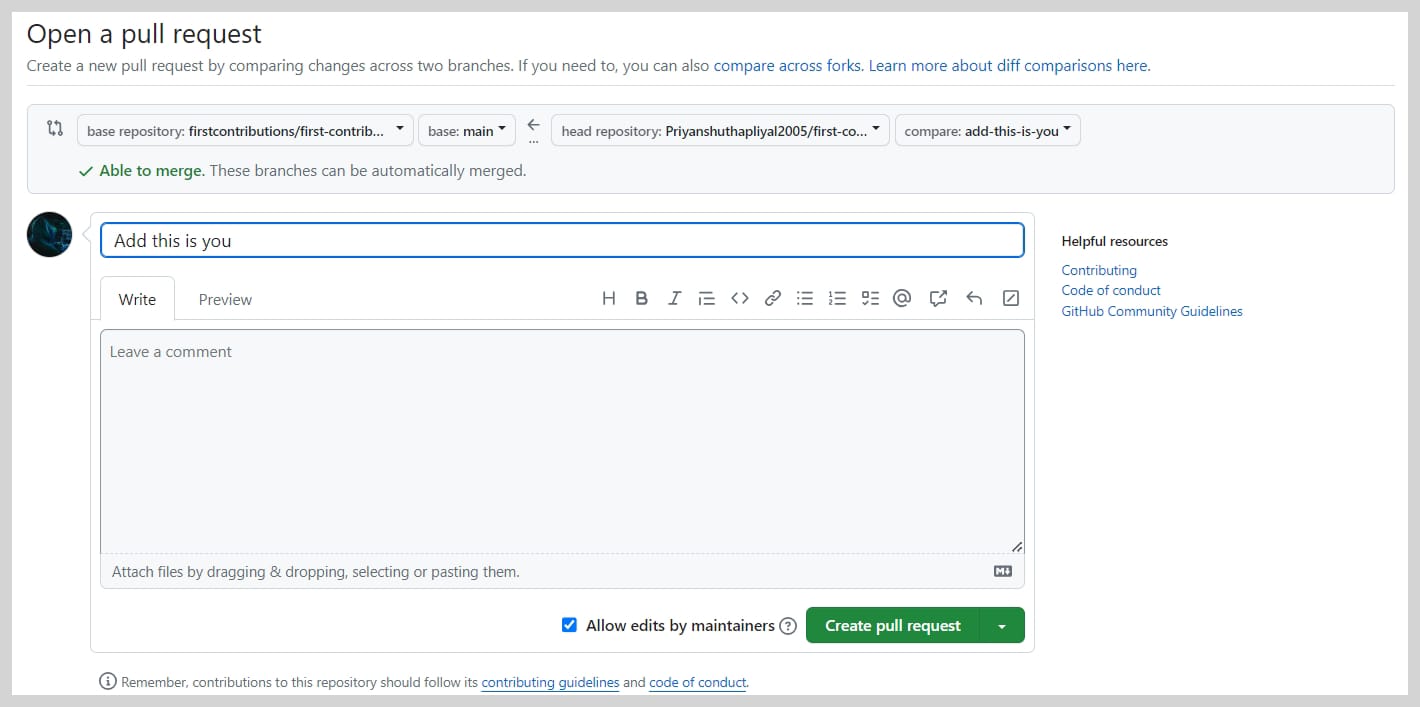 Open a pull request
Create a new pull request by comparing changes across two branches. If you need to, you can also compare across forks. Learn more about diff comparisons here.
base repository: firstcontributions/first-contrib... base: main ... head repository: Priyanshuthapliyal2005/first-co... compare: add-this-is-you
Able to merge. These branches can be automatically merged.
Add this is you
Helpful resources
Write Preview H B I @
Contributing
Code of conduct
GitHub Community Guidelines
Leave a comment
Attach files by dragging & dropping, selecting or pasting them. M
Allow edits by maintainers ? Create pull request
Remember, contributions to this repository should follow its contributing guidelines and code of conduct.